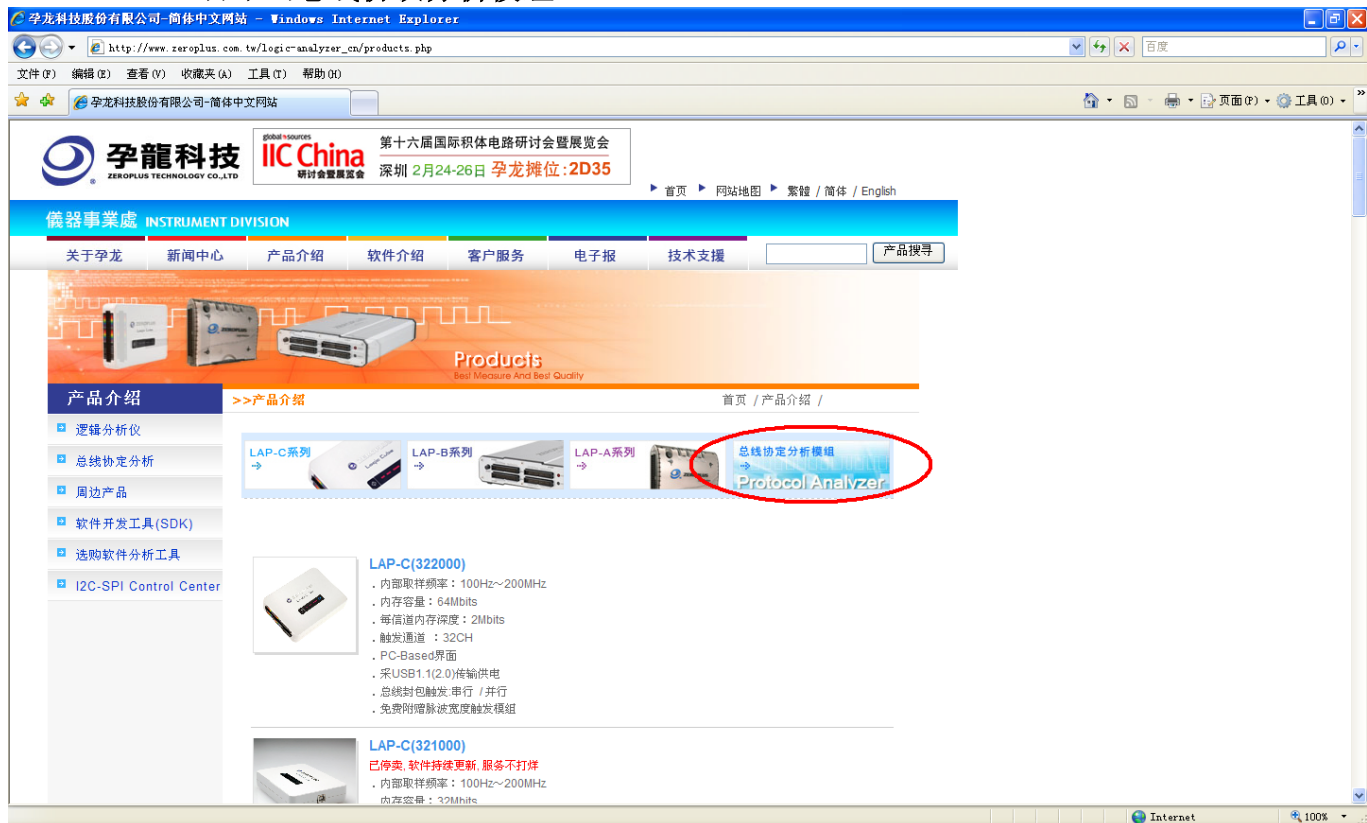 孕龙科技股份有限公司-简体中文网站 - Windows Internet Explorer
http://www.zeroplus.com.tw/logic-analyzer_cn/products.php
百度
文件(F) 编辑(E) 查看(V) 收藏夹(A) 工具(T) 帮助(H)
孕龙科技股份有限公司-简体中文网站
页面(P) 工具(O)
孕龍科技
ZEROPLUS TECHNOLOGY CO.,LTD
global sources
IIC China
研讨会暨展览会
第十六届国际积体电路研讨会暨展览会
深圳 2月24-26日 孕龙摊位:2D35
首页 网站地图 繁體 / 简体 / English
儀器事業處 INSTRUMENT DIVISION
关于孕龙 新闻中心 产品介绍 软件介绍 客户服务 电子报 技术支援 产品搜寻
Products
Best Measure And Best Quality
产品介绍
>>产品介绍
首页 / 产品介绍 /
逻辑分析仪
总线协定分析
周边产品
软件开发工具(SDK)
选购软件分析工具
I2C-SPI Control Center
LAP-C系列
LAP-B系列
LAP-A系列
总线协定分析模组
Protocol Analyzer
LAP-C(322000)
. 内部取样频率：100Hz～200MHz
. 内存容量：64Mbits
. 每信道内存深度：2Mbits
. 触发通道 ：32CH
. PC-Based界面
. 采USB1.1(2.0)传输供电
. 总线封包触发:串行 / 并行
. 免费附增脉波宽度触发模组
LAP-C(321000)
已停卖, 软件持续更新, 服务不打烊
. 内部取样频率：100Hz～200MHz
. 内存容量：32Mbits
Internet
100%